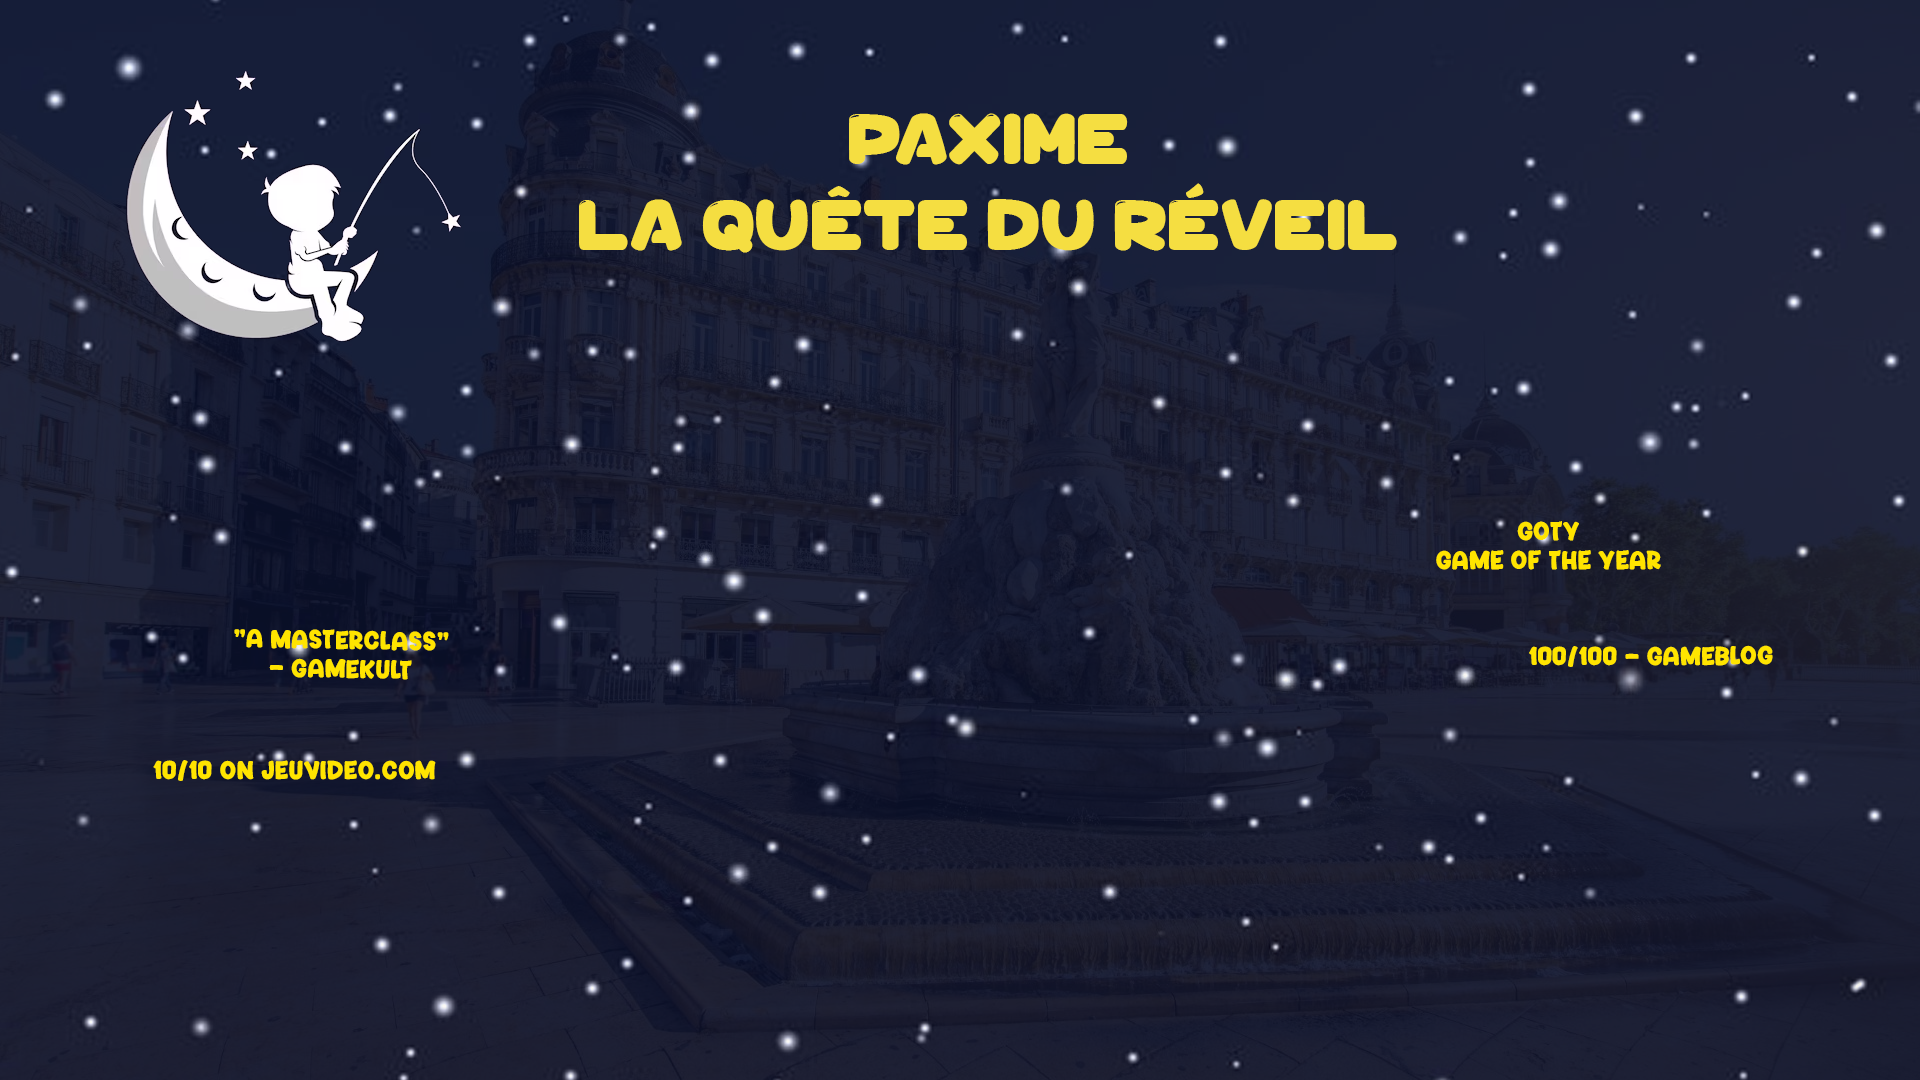 PAXIME
LA QUÊTE DU RÉVEIL
GOTY
GAME OF THE YEAR
"A MASTERCLASS"
- GAMEKULT
100/100 - GAMEBLOG
10/10 ON JEUVIDEO.COM